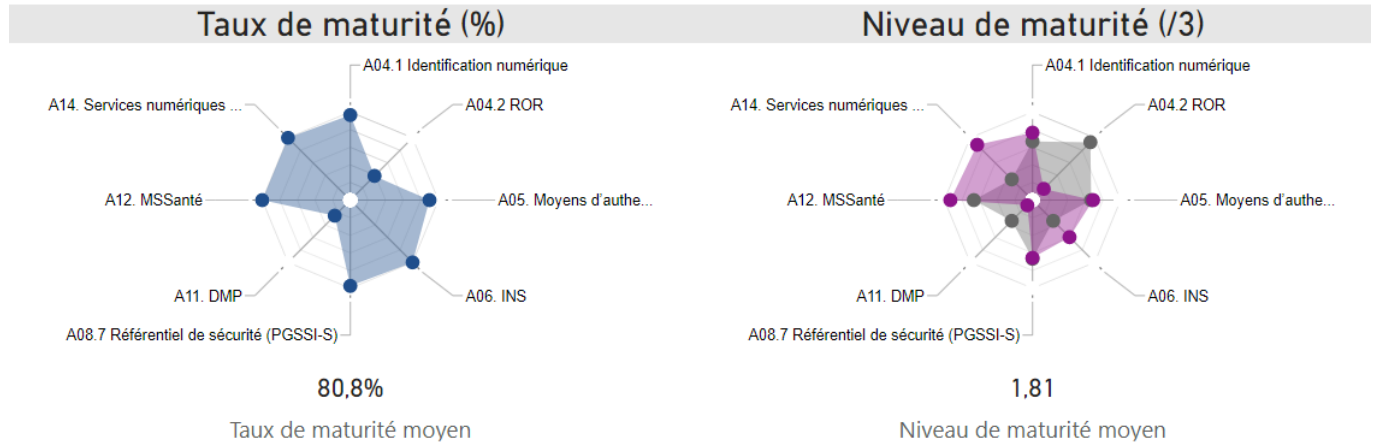 Taux de maturité (%)
A04.1 Identification numérique
A14. Services numériques ...
A04.2 ROR
A12. MSSanté
A05. Moyens d'authe...
A11. DMP
A06. INS
A08.7 Référentiel de sécurité (PGSSI-S)
80,8%
Taux de maturité moyen
Niveau de maturité (/3)
A04.1 Identification numérique
A14. Services numériques ...
A04.2 ROR
A12. MSSanté
A05. Moyens d'authe...
A11. DMP
A06. INS
A08.7 Référentiel de sécurité (PGSSI-S)
1,81
Niveau de maturité moyen